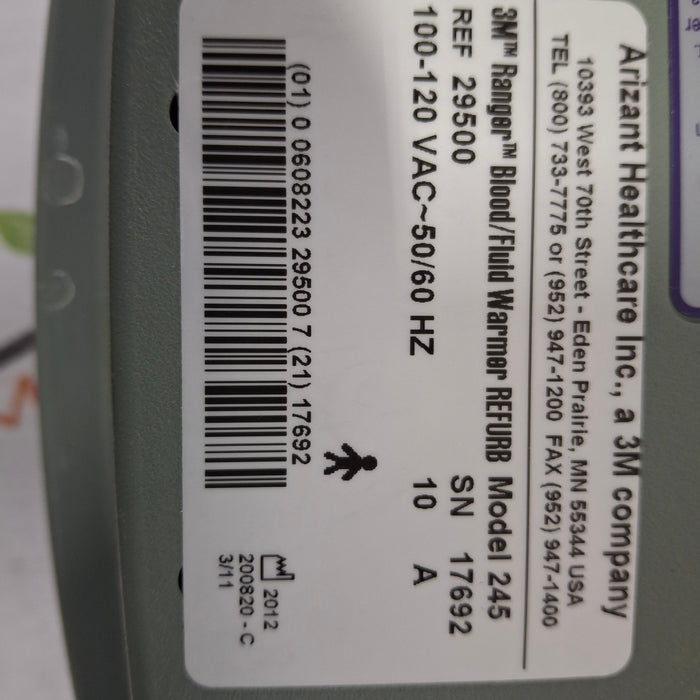 Arizant Healthcare Inc., a 3M company
10393 West 70th Street - Eden Prairie, MN 55344 USA
TEL (800) 733-7775 or (952) 947-1200 FAX (952) 947-1400
3M™ Ranger™ Blood/Fluid Warmer REFURB Model 245
REF 29500 SN 17692
100-120 VAC~50/60 HZ 10 A
(01) 0 0608223 29500 7 (21) 17692
2012
200820 - C
3/11